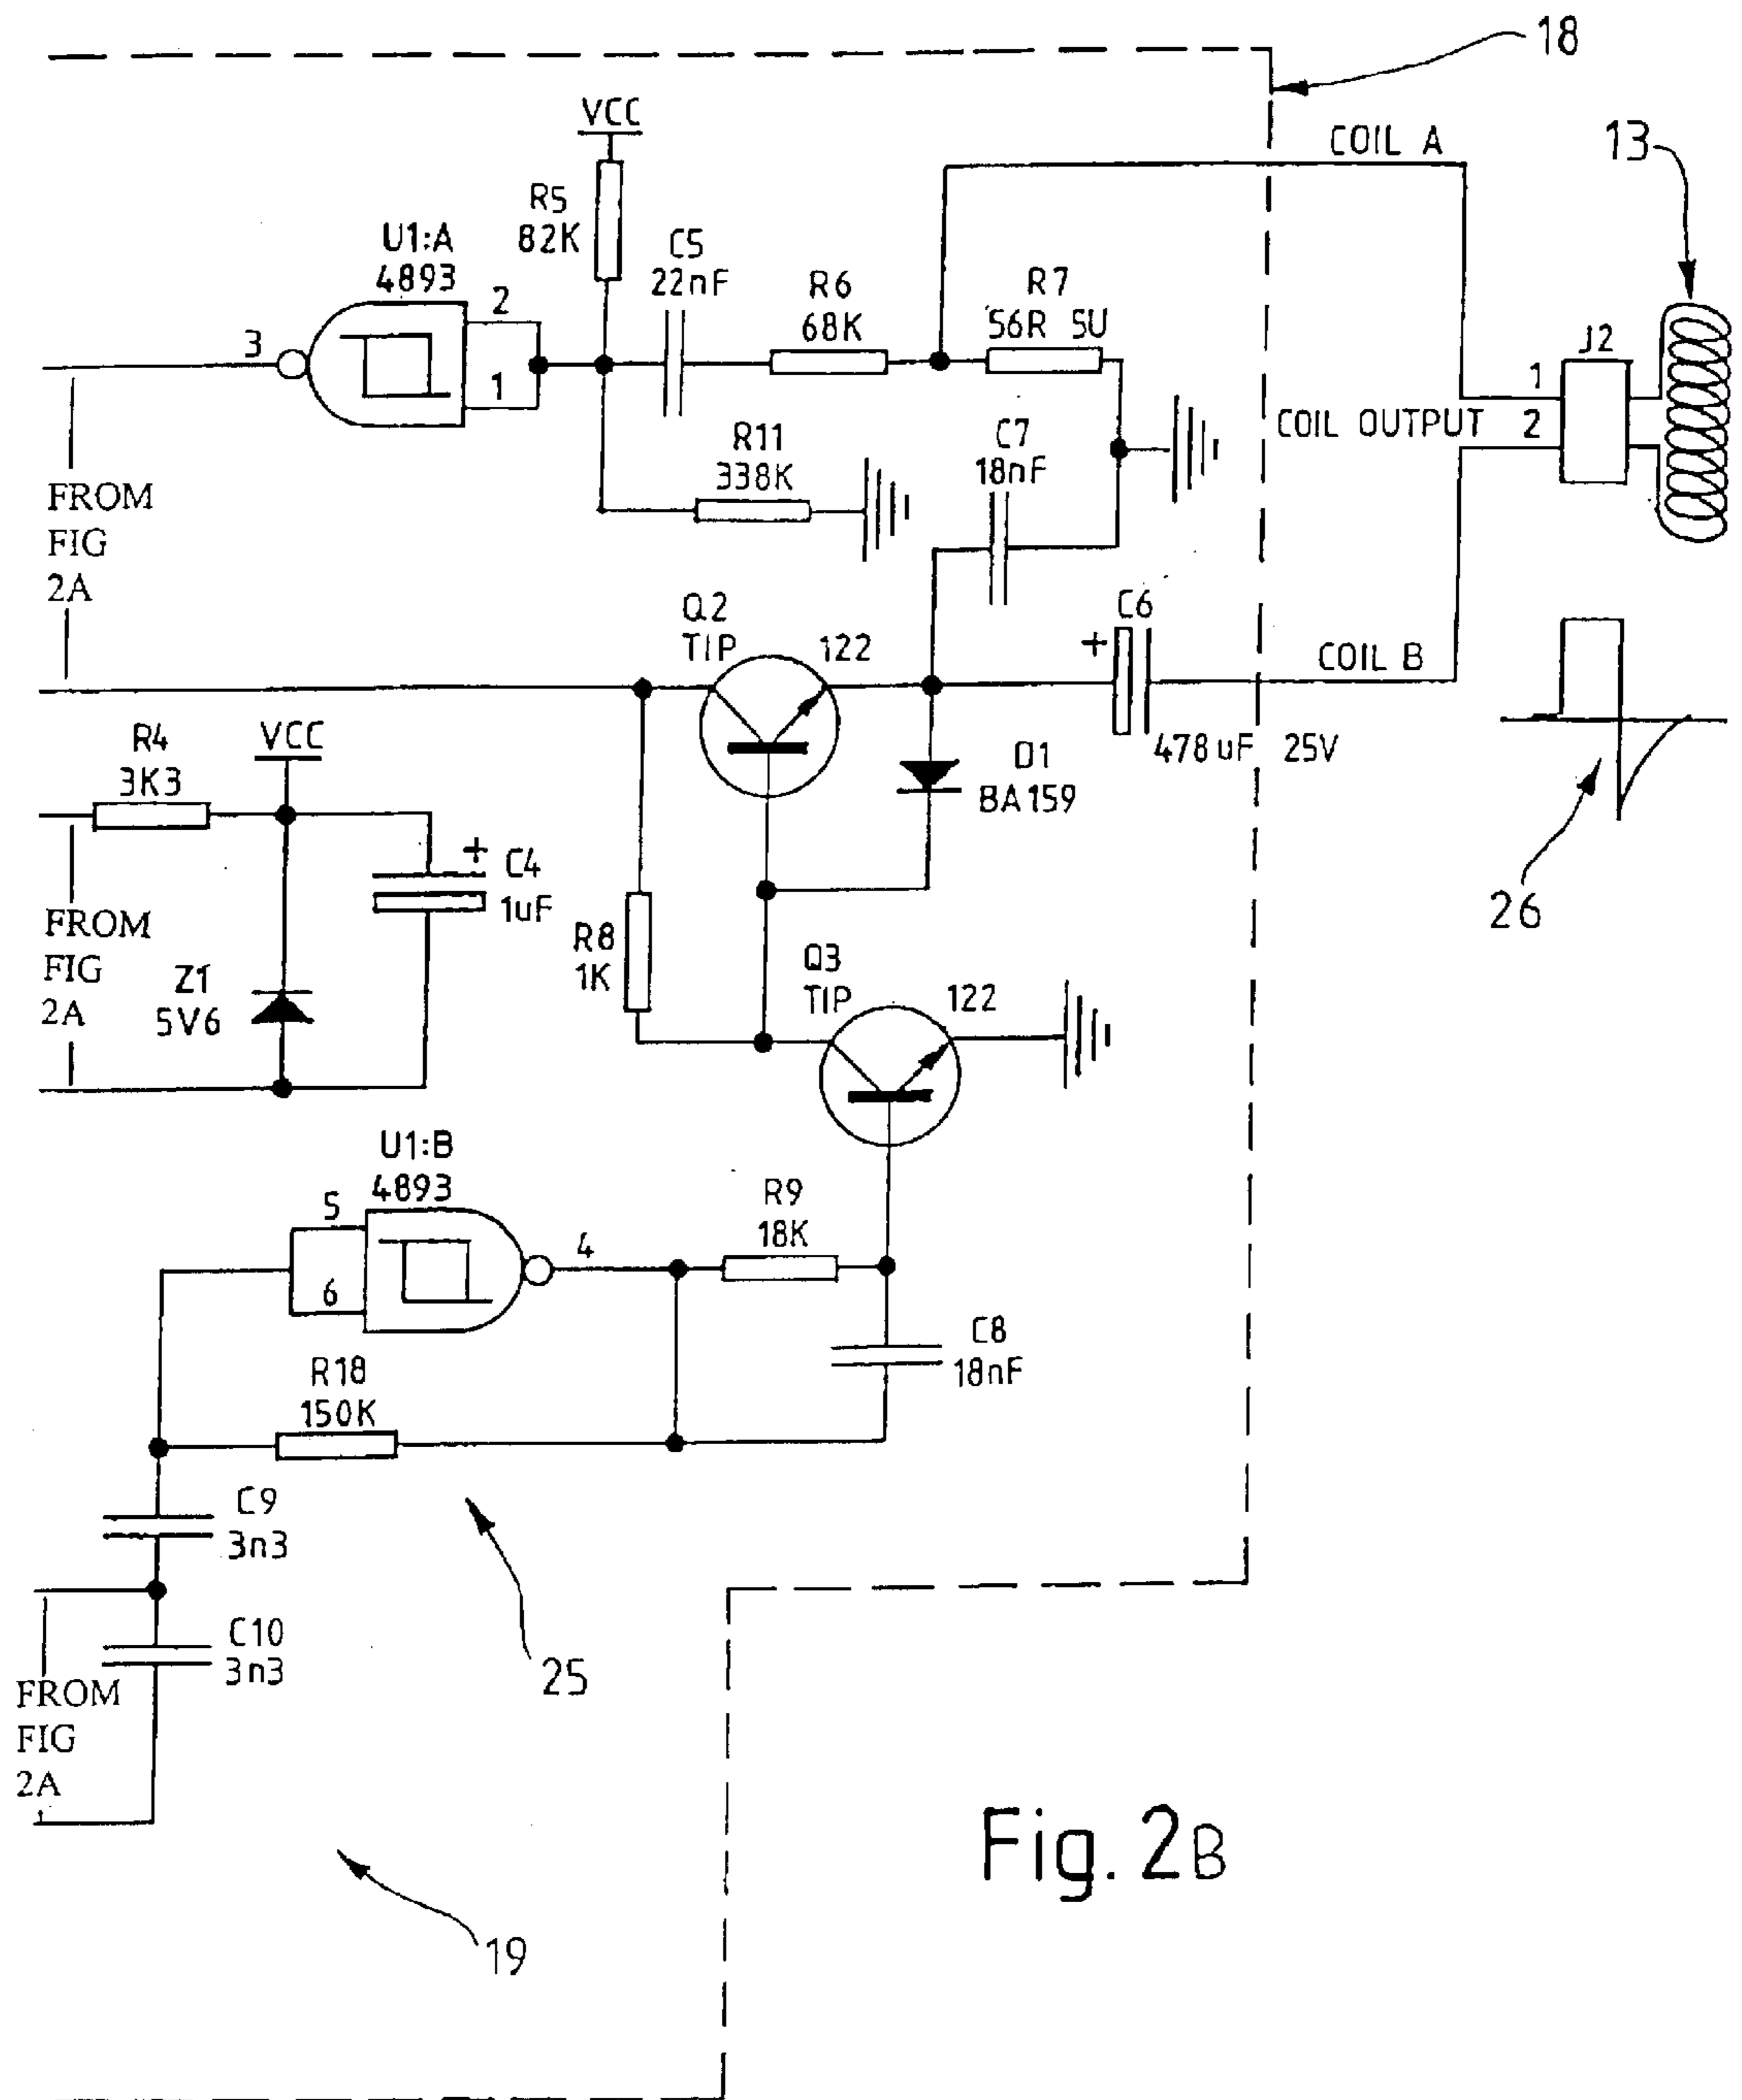 18
VCC
COIL A
13
R5
82K
U1:A
4893
C5
22nF
R6
68K
R7
56R 5U
2
3
1
J2
1
COIL OUTPUT 2
R11
338K
C7
18nF
FROM
FIG
2A
Q2
TIP 122
C6
+
COIL B
478uF 25V
R4
3K3
VCC
D1
BA159
+
C4
1uF
26
FROM
FIG
2A
R8
1K
Z1
5V6
Q3
TIP 122
U1:B
4893
5
6
4
R9
18K
C8
18nF
R18
150K
C9
3n3
C10
3n3
25
FROM
FIG
2A
19
Fig. 2B